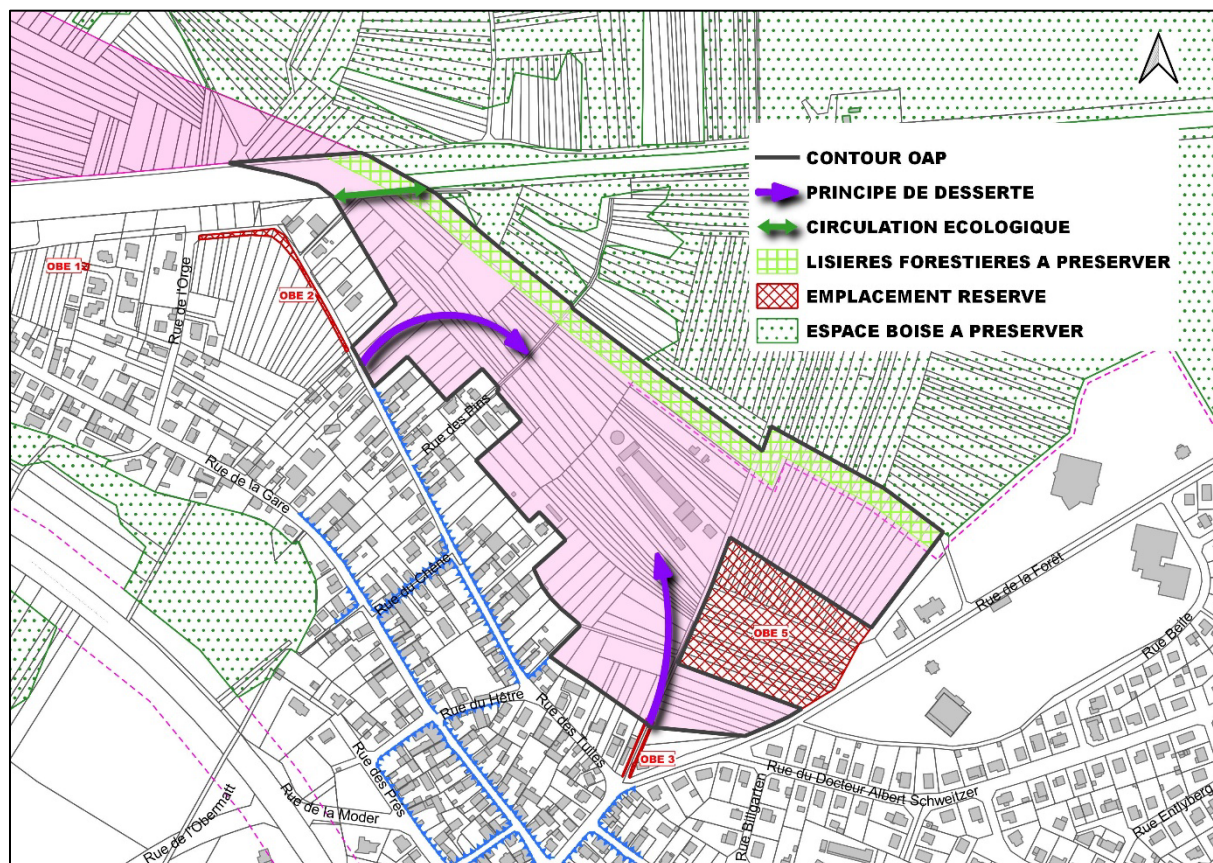 CONTOUR OAP
PRINCIPE DE DESSERTE
CIRCULATION ECOLOGIQUE
LISIERES FORESTIERES A PRESERVER
EMPLACEMENT RESERVE
ESPACE BOISE A PRESERVER
OBE 1
Rue de l'Orge
OBE 2
Rue des Pins
Rue de la Gare
Rue du Chêne
Rue de la Forêt
OBE 5
Rue Belle
Rue du Hêtre
Rue des Tuiles
OBE 3
Rue des Prés
Rue de la Moder
Rue de l'Obermatt
Rue Billgarten
Rue du Docteur Albert Schweitzer
Rue Entlyberg